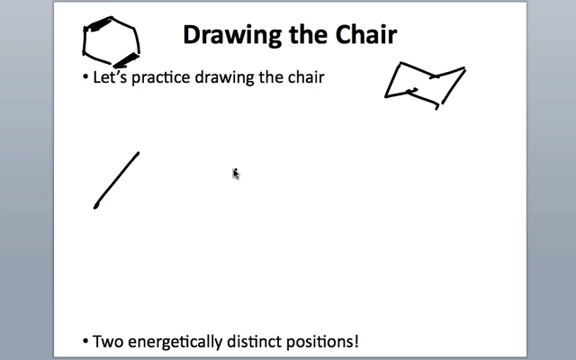 Drawing the Chair
• Let's practice drawing the chair
• Two energetically distinct positions!